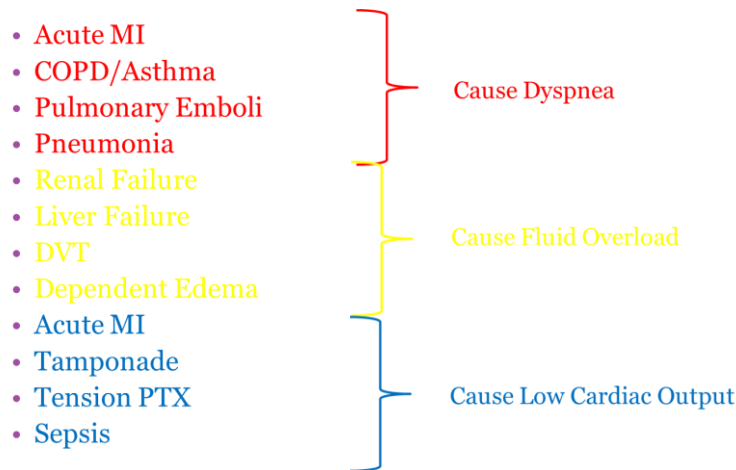 • Acute MI
• COPD/Asthma
• Pulmonary Emboli
• Pneumonia
Cause Dyspnea
• Renal Failure
• Liver Failure
• DVT
• Dependent Edema
Cause Fluid Overload
• Acute MI
• Tamponade
• Tension PTX
• Sepsis
Cause Low Cardiac Output